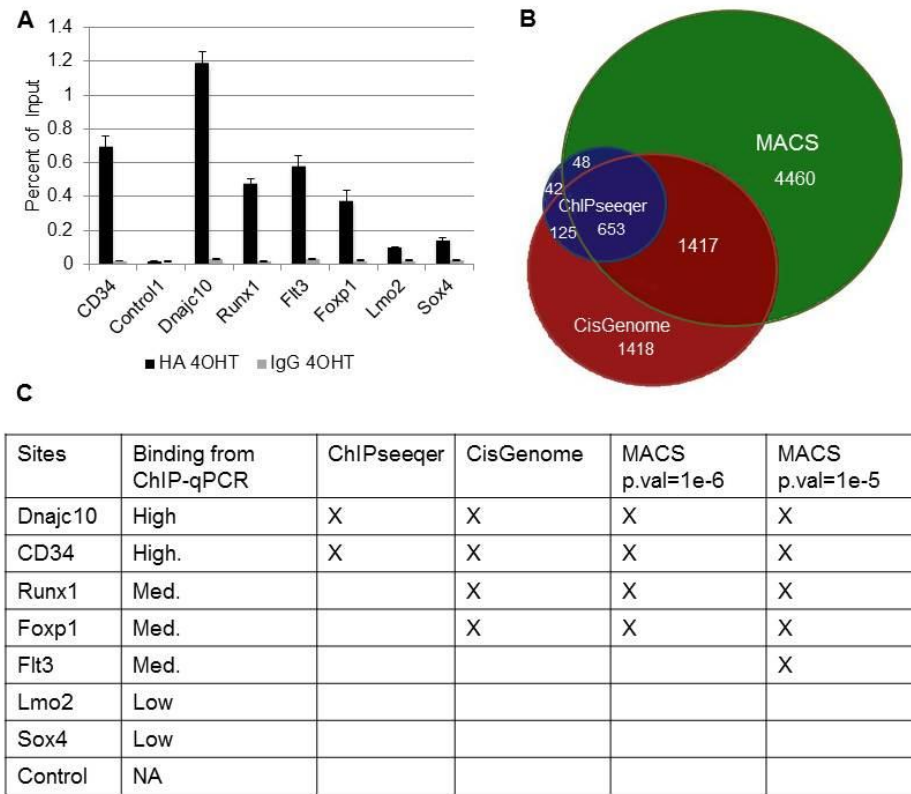 A
1.4
1.2
1
0.8
0.6
0.4
0.2
0
Percent of Input
CD34
Control1
Dnajc10
Runx1
Flt3
Foxp1
Lmo2
Sox4
HA 4OHT IgG 4OHT
B
MACS
4460
48
42
ChIPseeqer
125 653
1417
CisGenome
1418
C
Sites Binding from ChIP-qPCR ChIPseeqer CisGenome MACS p.val=1e-6 MACS p.val=1e-5
Dnajc10 High X X X X
CD34 High. X X X X
Runx1 Med. X X X
Foxp1 Med. X X X
Flt3 Med. X
Lmo2 Low
Sox4 Low
Control NA